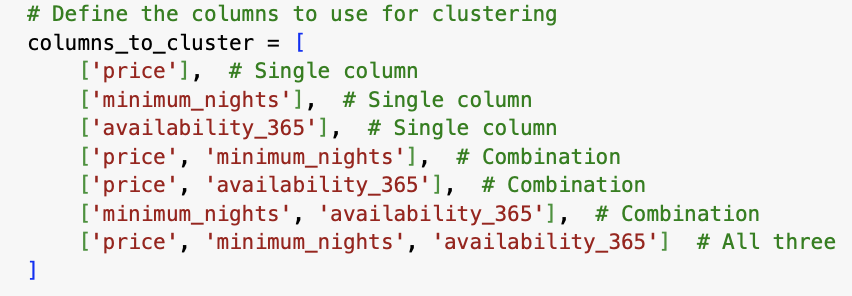 # Define the columns to use for clustering
columns_to_cluster = [
    ['price'],  # Single column
    ['minimum_nights'],  # Single column
    ['availability_365'],  # Single column
    ['price', 'minimum_nights'],  # Combination
    ['price', 'availability_365'],  # Combination
    ['minimum_nights', 'availability_365'],  # Combination
    ['price', 'minimum_nights', 'availability_365']  # All three
]